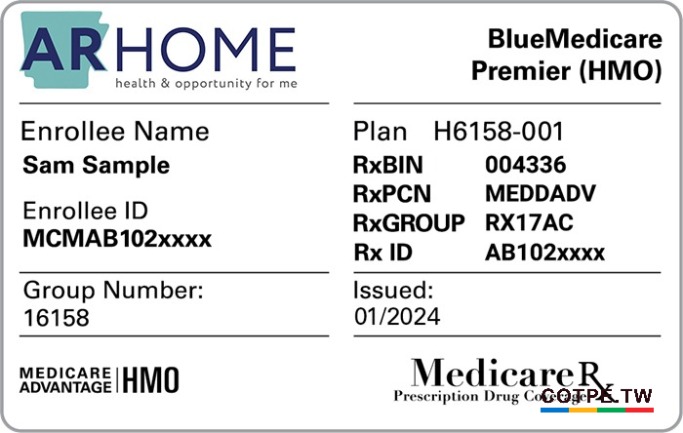 ARHOME
health & opportunity for me
BlueMedicare
Premier (HMO)
Enrollee Name
Sam Sample
Enrollee ID
MCMAB102xxxx
Plan H6158-001
RxBIN 004336
RxPCN MEDDADV
RxGROUP RX17AC
Rx ID AB102xxxx
Group Number:
16158
Issued:
01/2024
MEDICARE
ADVANTAGE
HMO
MedicareRx
Prescription Drug Coverage
COTPE.TW